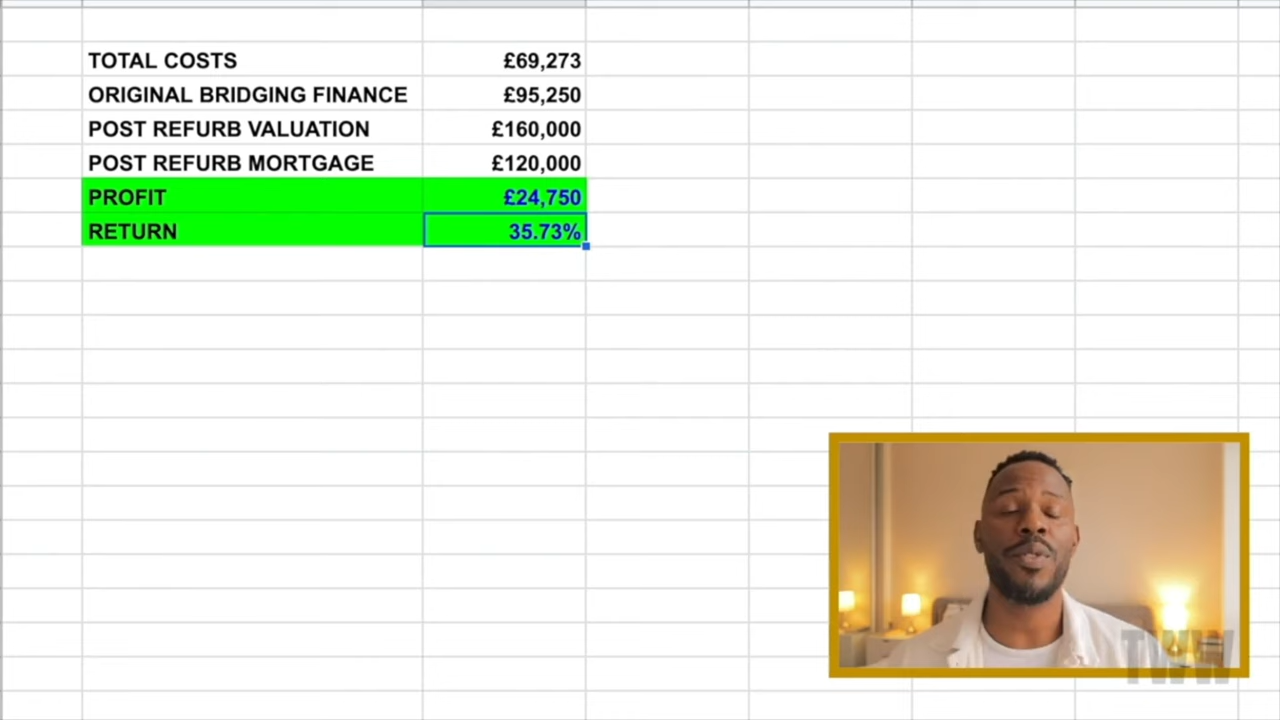 TOTAL COSTS £69,273
ORIGINAL BRIDGING FINANCE £95,250
POST REFURB VALUATION £160,000
POST REFURB MORTGAGE £120,000
PROFIT £24,750
RETURN 35.73%
TWW